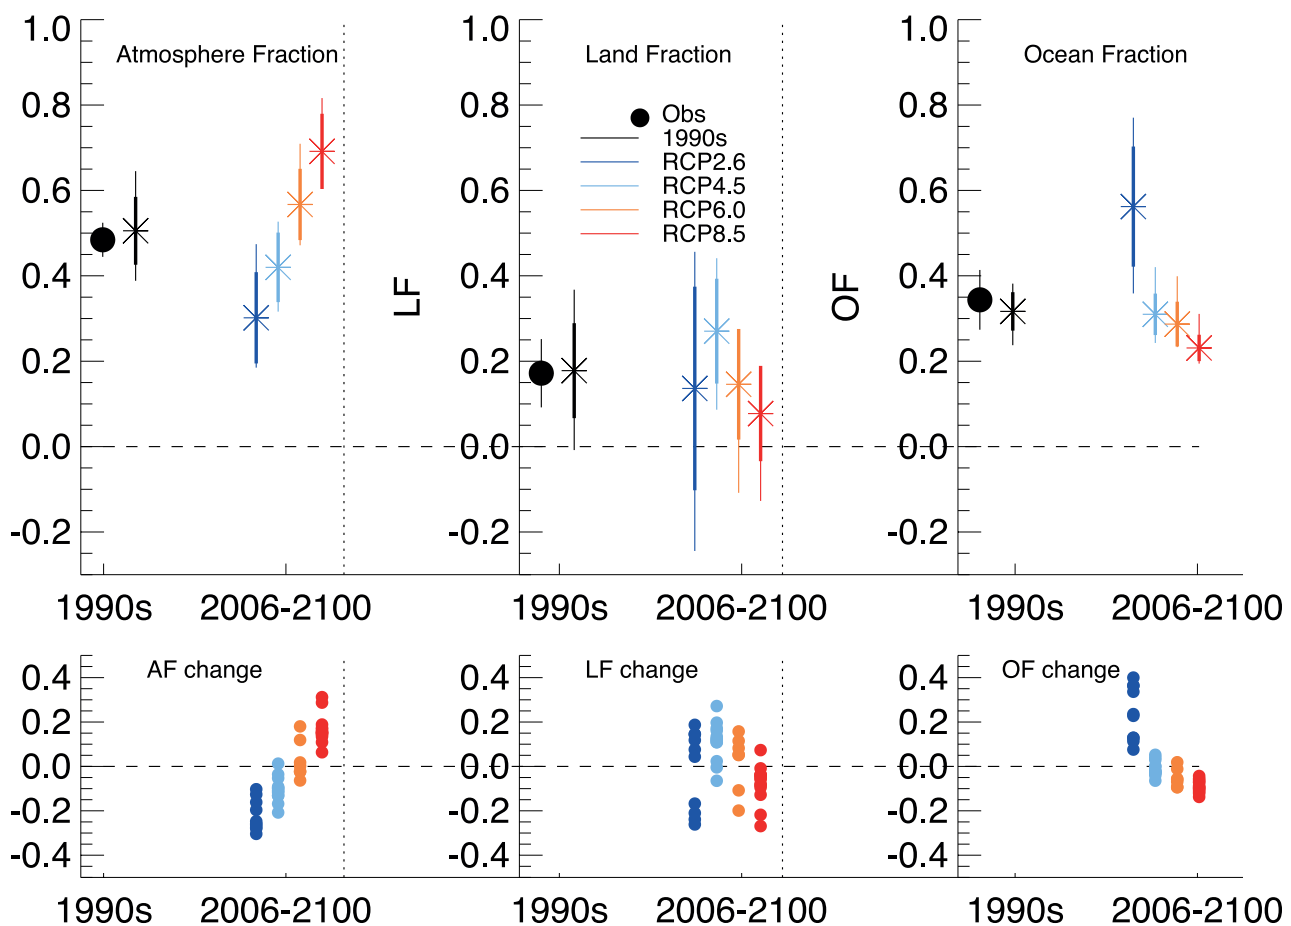 Atmosphere Fraction
1.0
0.8
0.6
0.4
0.2
0.0
-0.2
1990s 2006-2100
LF
Land Fraction
1.0
0.8
0.6
0.4
0.2
0.0
-0.2
Obs
1990s
RCP2.6
RCP4.5
RCP6.0
RCP8.5
1990s 2006-2100
OF
Ocean Fraction
1.0
0.8
0.6
0.4
0.2
0.0
-0.2
1990s 2006-2100
AF change
0.4
0.2
0.0
-0.2
-0.4
1990s 2006-2100
LF change
0.4
0.2
0.0
-0.2
-0.4
1990s 2006-2100
OF change
0.4
0.2
0.0
-0.2
-0.4
1990s 2006-2100